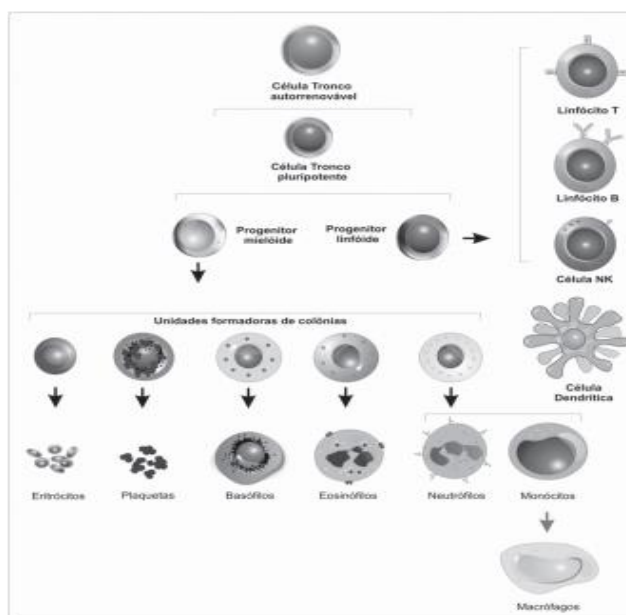 Célula Tronco
autorrenovável
Célula Tronco
pluripotente
Progenitor
mielóide
Progenitor
linfóide
Linfócito T
Linfócito B
Célula NK
Célula
Dendrítica
Unidades formadoras de colônias
Eritrócitos
Plaquetas
Basófilos
Eosinófilos
Neutrófilos
Monócitos
Macrófagos